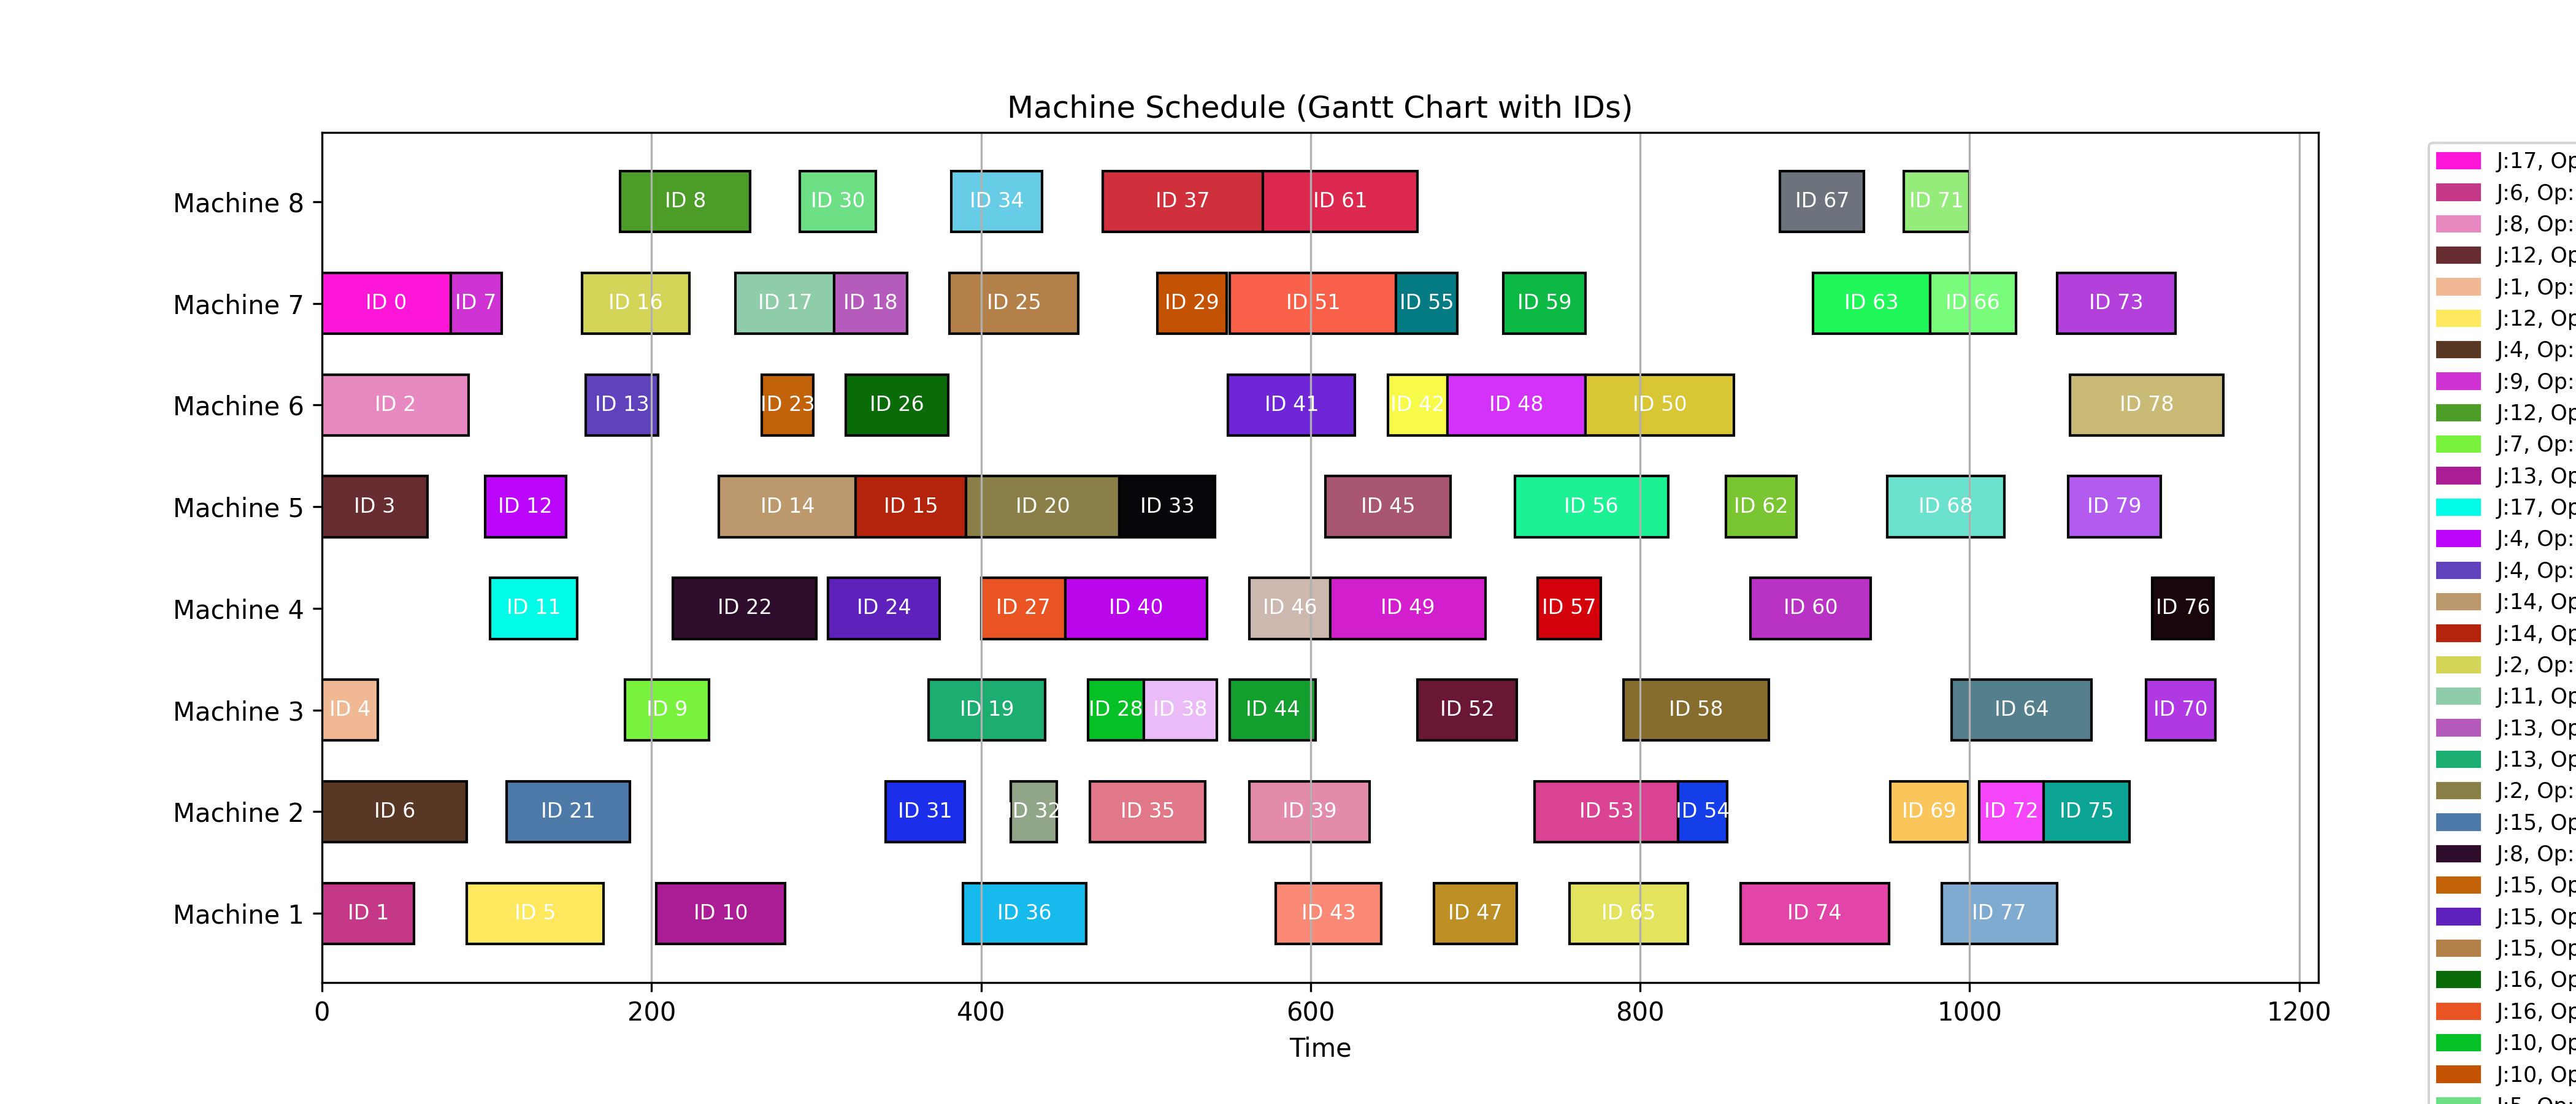 Machine Schedule (Gantt Chart with IDs)
Machine 8
ID 8
ID 30
ID 34
ID 37
ID 61
ID 67
ID 71
Machine 7
ID 0
ID 7
ID 16
ID 17
ID 18
ID 25
ID 29
ID 51
ID 55
ID 59
ID 63
ID 66
ID 73
Machine 6
ID 2
ID 13
ID 23
ID 26
ID 41
ID 42
ID 48
ID 50
ID 78
Machine 5
ID 3
ID 12
ID 14
ID 15
ID 20
ID 33
ID 45
ID 56
ID 62
ID 68
ID 79
Machine 4
ID 11
ID 22
ID 24
ID 27
ID 40
ID 46
ID 49
ID 57
ID 60
ID 76
Machine 3
ID 4
ID 9
ID 19
ID 28
ID 38
ID 44
ID 52
ID 58
ID 64
ID 70
Machine 2
ID 6
ID 21
ID 31
ID 32
ID 35
ID 39
ID 53
ID 54
ID 69
ID 72
ID 75
Machine 1
ID 1
ID 5
ID 10
ID 36
ID 43
ID 47
ID 65
ID 74
ID 77
0 200 400 600 800 1000 1200
Time
J:17, Op
J:6, Op:
J:8, Op:
J:12, Op
J:1, Op:
J:12, Op
J:4, Op:
J:9, Op:
J:12, Op
J:7, Op:
J:13, Op
J:17, Op
J:4, Op:
J:4, Op:
J:14, Op
J:14, Op
J:2, Op:
J:11, Op
J:13, Op
J:13, Op
J:2, Op:
J:15, Op
J:8, Op:
J:15, Op
J:15, Op
J:15, Op
J:16, Op
J:16, Op
J:10, Op
J:10, Op
J:5, Op: